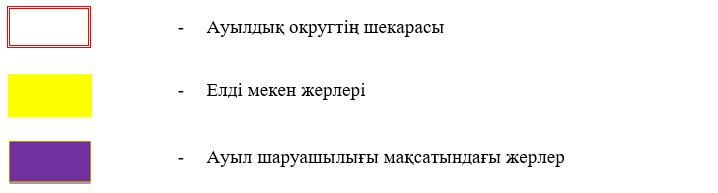 - Ауылдық округтің шекарасы
- Елді мекен жерлері
- Ауыл шаруашылығы мақсатындағы жерлер